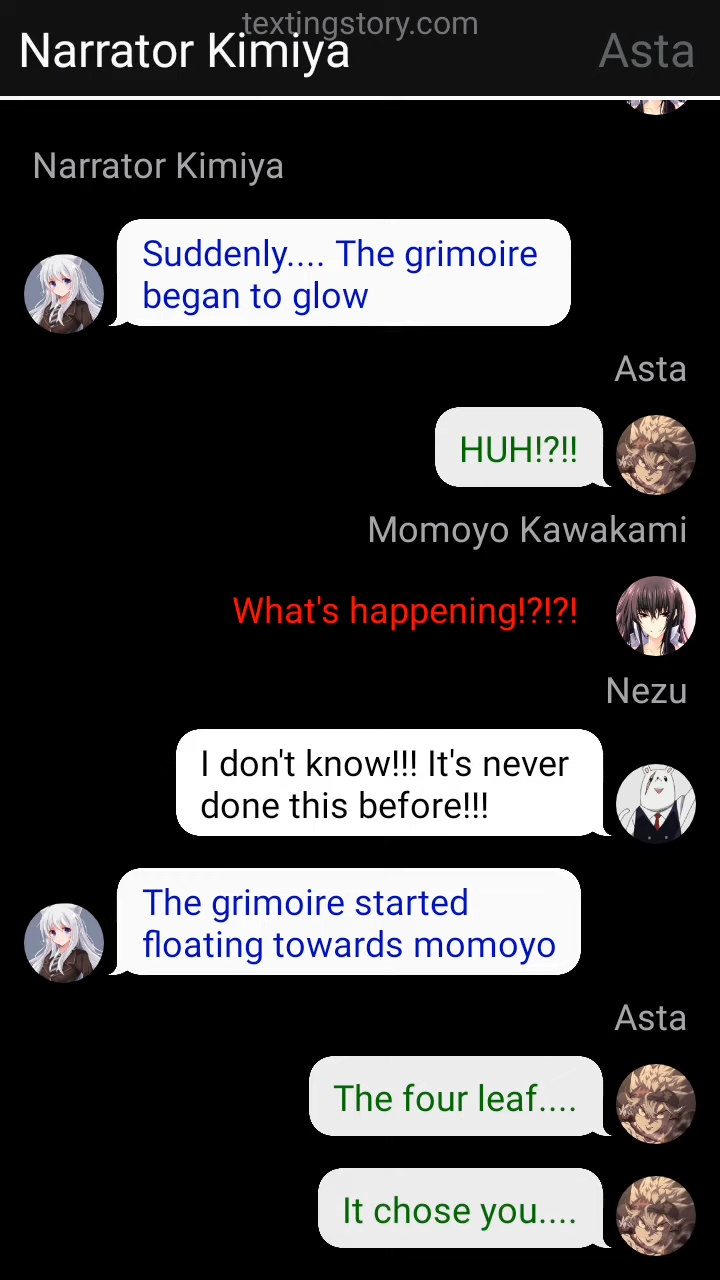 textingstory.com
Narrator Kimiya
Asta
Narrator Kimiya
Suddenly.... The grimoire
began to glow
Asta
HUH!?!!
Momoyo Kawakami
What's happening!?!?!
Nezu
I don't know!!! It's never
done this before!!!
The grimoire started
floating towards momoyo
Asta
The four leaf....
It chose you....